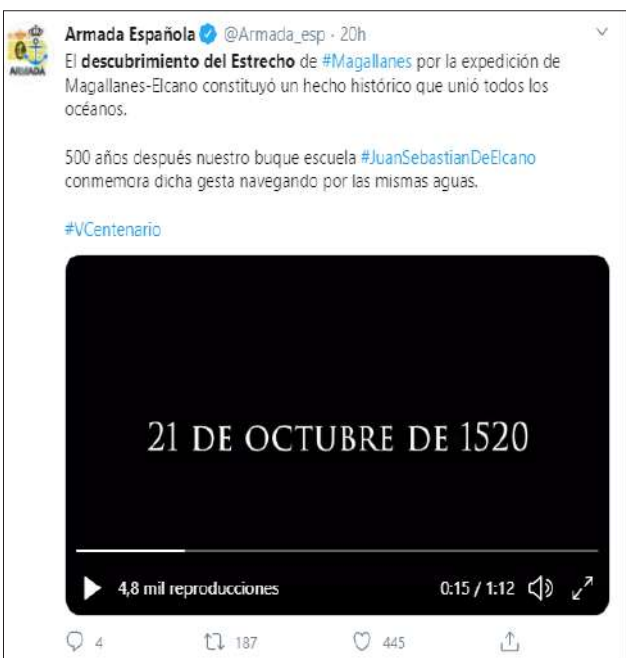 Armada Española @Armada_esp · 20h
El descubrimiento del Estrecho de #Magallanes por la expedición de
Magallanes-Elcano constituyó un hecho histórico que unió todos los
océanos.
500 años después nuestro buque escuela #JuanSebastianDeElcano
conmemora dicha gesta navegando por las mismas aguas.
#VCentenario
ARMADA
21 DE OCTUBRE DE 1520
4,8 mil reproducciones
0:15 / 1:12
4
187
445